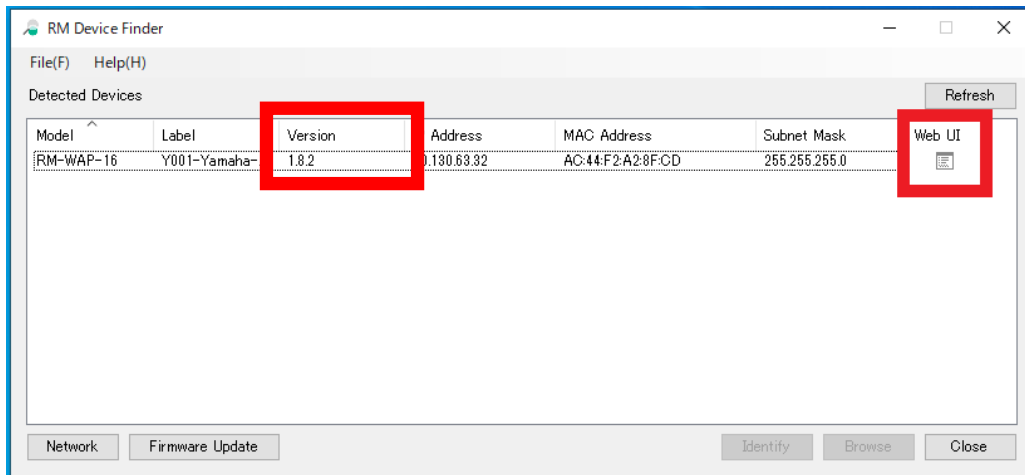 RM Device Finder
File(F) Help(H)
Detected Devices Refresh
Model Label Version Address MAC Address Subnet Mask Web UI
RM-WAP-16 Y001-Yamaha-... 1.8.2 .130.63.32 AC:44:F2:A2:8F:CD 255.255.255.0
Network Firmware Update Identify Browse Close